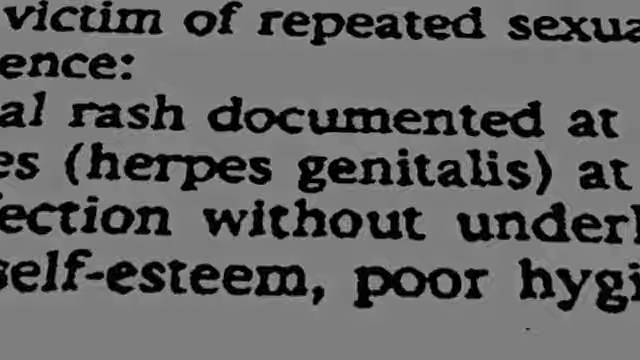 victim of repeated sexua
ence:
al rash documented at
es (herpes genitalis) at
ection without underl
self-esteem, poor hygi